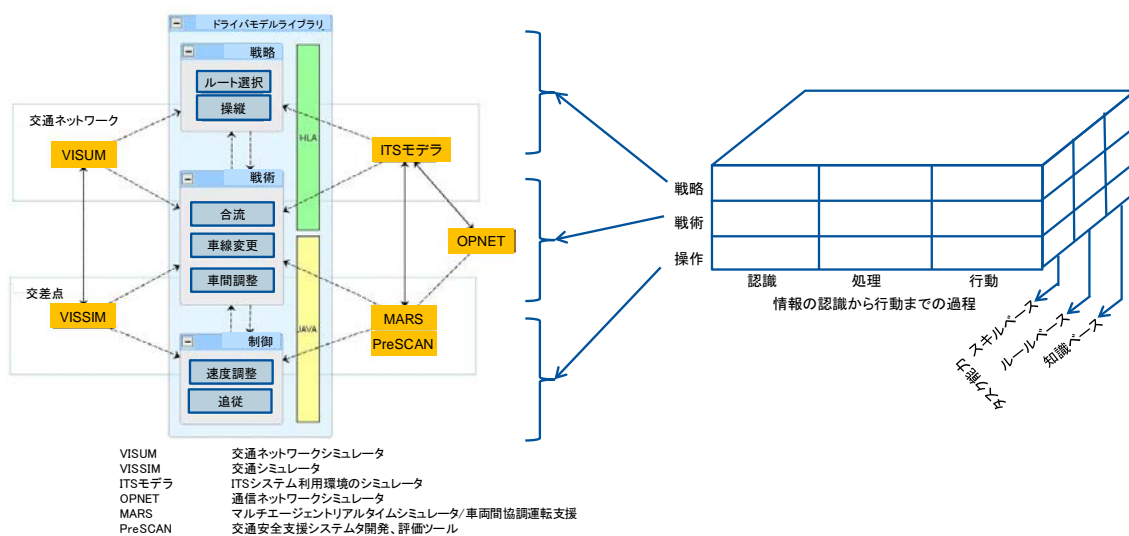 ドライバモデルライブラリ
戦略
ルート選択
操縦
HLA
交通ネットワーク
VISUM
ITSモデラ
戦術
合流
車線変更
車間調整
OPNET
交差点
VISSIM
JAVA
MARS
PreSCAN
制御
速度調整
追従
戦略
戦術
操作
認識 処理 行動
情報の認識から行動までの過程
タスク能力
スキルベース
ルールベース
知識ベース
VISUM 交通ネットワークシミュレータ
VISSIM 交通シミュレータ
ITSモデラ ITSシステム利用環境のシミュレータ
OPNET 通信ネットワークシミュレータ
MARS マルチエージェントリアルタイムシミュレータ/車両間協調運転支援
PreSCAN 交通安全支援システムタ開発、評価ツール